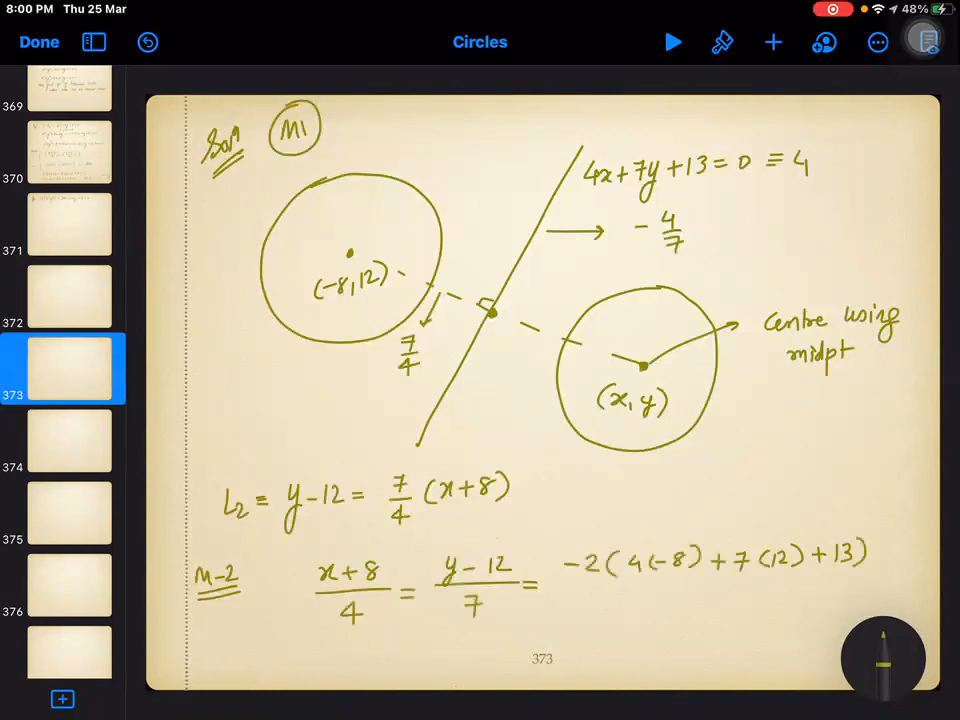 8:00 PM Thu 25 Mar
48%
Done
Circles
369
370
371
372
373
374
375
376
Solⁿ M1
4x+7y+13=0 ≡ L1
- 4/7
(-8,12)
7/4
centre using
midpt
(x,y)
L2 ≡ y-12 = 7/4 (x+8)
M-2 x+8/4 = y-12/7 = -2(4(-8)+7(12)+13)
373